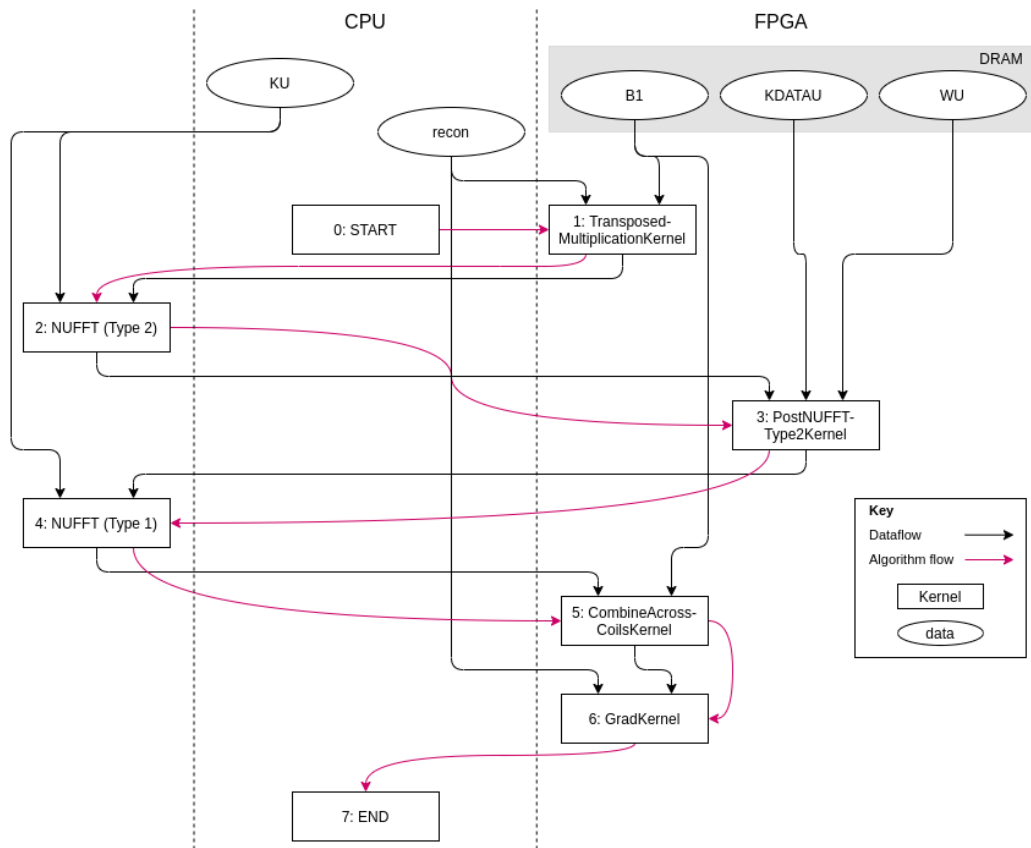 CPU
FPGA
DRAM
KU
B1
KDATAU
WU
recon
0: START
1: Transposed-
MultiplicationKernel
2: NUFFT (Type 2)
3: PostNUFFT-
Type2Kernel
4: NUFFT (Type 1)
Key
Dataflow
Algorithm flow
Kernel
data
5: CombineAcross-
CoilsKernel
6: GradKernel
7: END